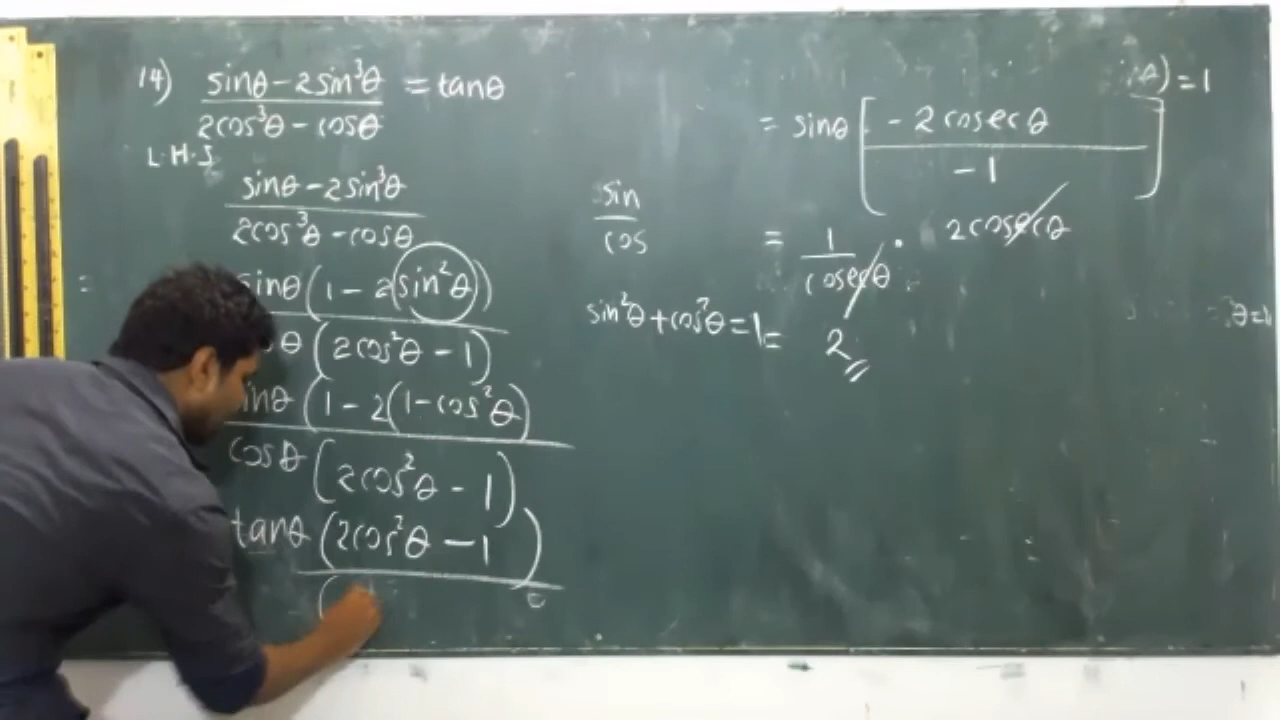 14) sinθ - 2sin³θ = tanθ
2cos³θ - cosθ
L.H.S
sinθ - 2sin³θ
2cos³θ - cosθ
= sinθ (1 - 2(sin²θ))
θ (2cos²θ - 1)
inθ (1 - 2(1 - cos²θ)
cosθ (2cos²θ - 1)
tanθ (2cos²θ - 1)
(
sin
cos
sin²θ + cos²θ = 1
θ) = 1
= sinθ [ - 2cosecθ ]
-1
= 1 . 2cosecθ
cosecθ
= 2
θ = 1